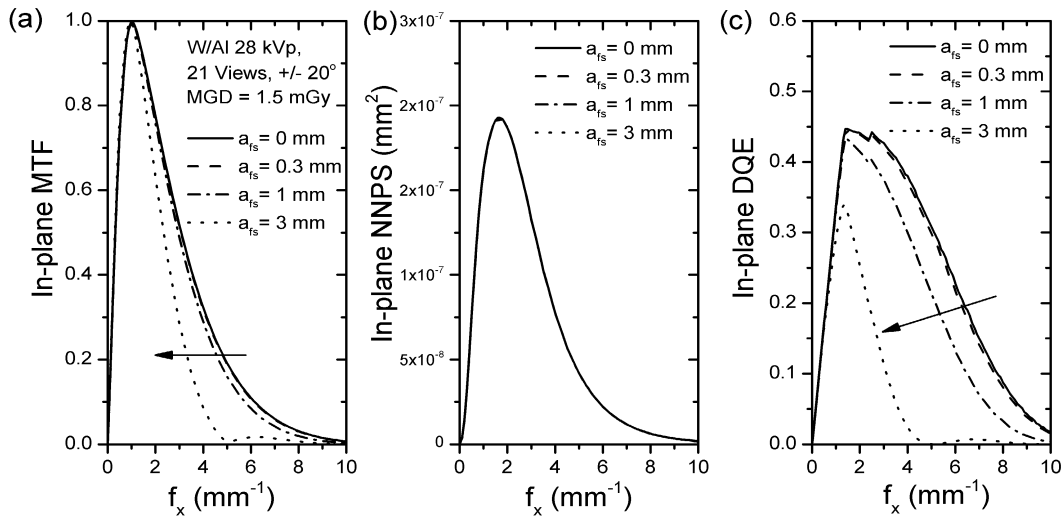 (a)
In-plane MTF
1.0
0.8
0.6
0.4
0.2
0.0
0 2 4 6 8 10
f_x (mm⁻¹)
W/Al 28 kVp,
21 Views, +/- 20°
MGD = 1.5 mGy
a_fs = 0 mm
a_fs = 0.3 mm
a_fs = 1 mm
a_fs = 3 mm
(b)
In-plane NNPS (mm²)
3x10⁻⁷
2x10⁻⁷
2x10⁻⁷
1x10⁻⁷
5x10⁻⁸
0
0 2 4 6 8 10
f_x (mm⁻¹)
a_fs = 0 mm
a_fs = 0.3 mm
a_fs = 1 mm
a_fs = 3 mm
(c)
In-plane DQE
0.6
0.5
0.4
0.3
0.2
0.1
0.0
0 2 4 6 8 10
f_x (mm⁻¹)
a_fs = 0 mm
a_fs = 0.3 mm
a_fs = 1 mm
a_fs = 3 mm